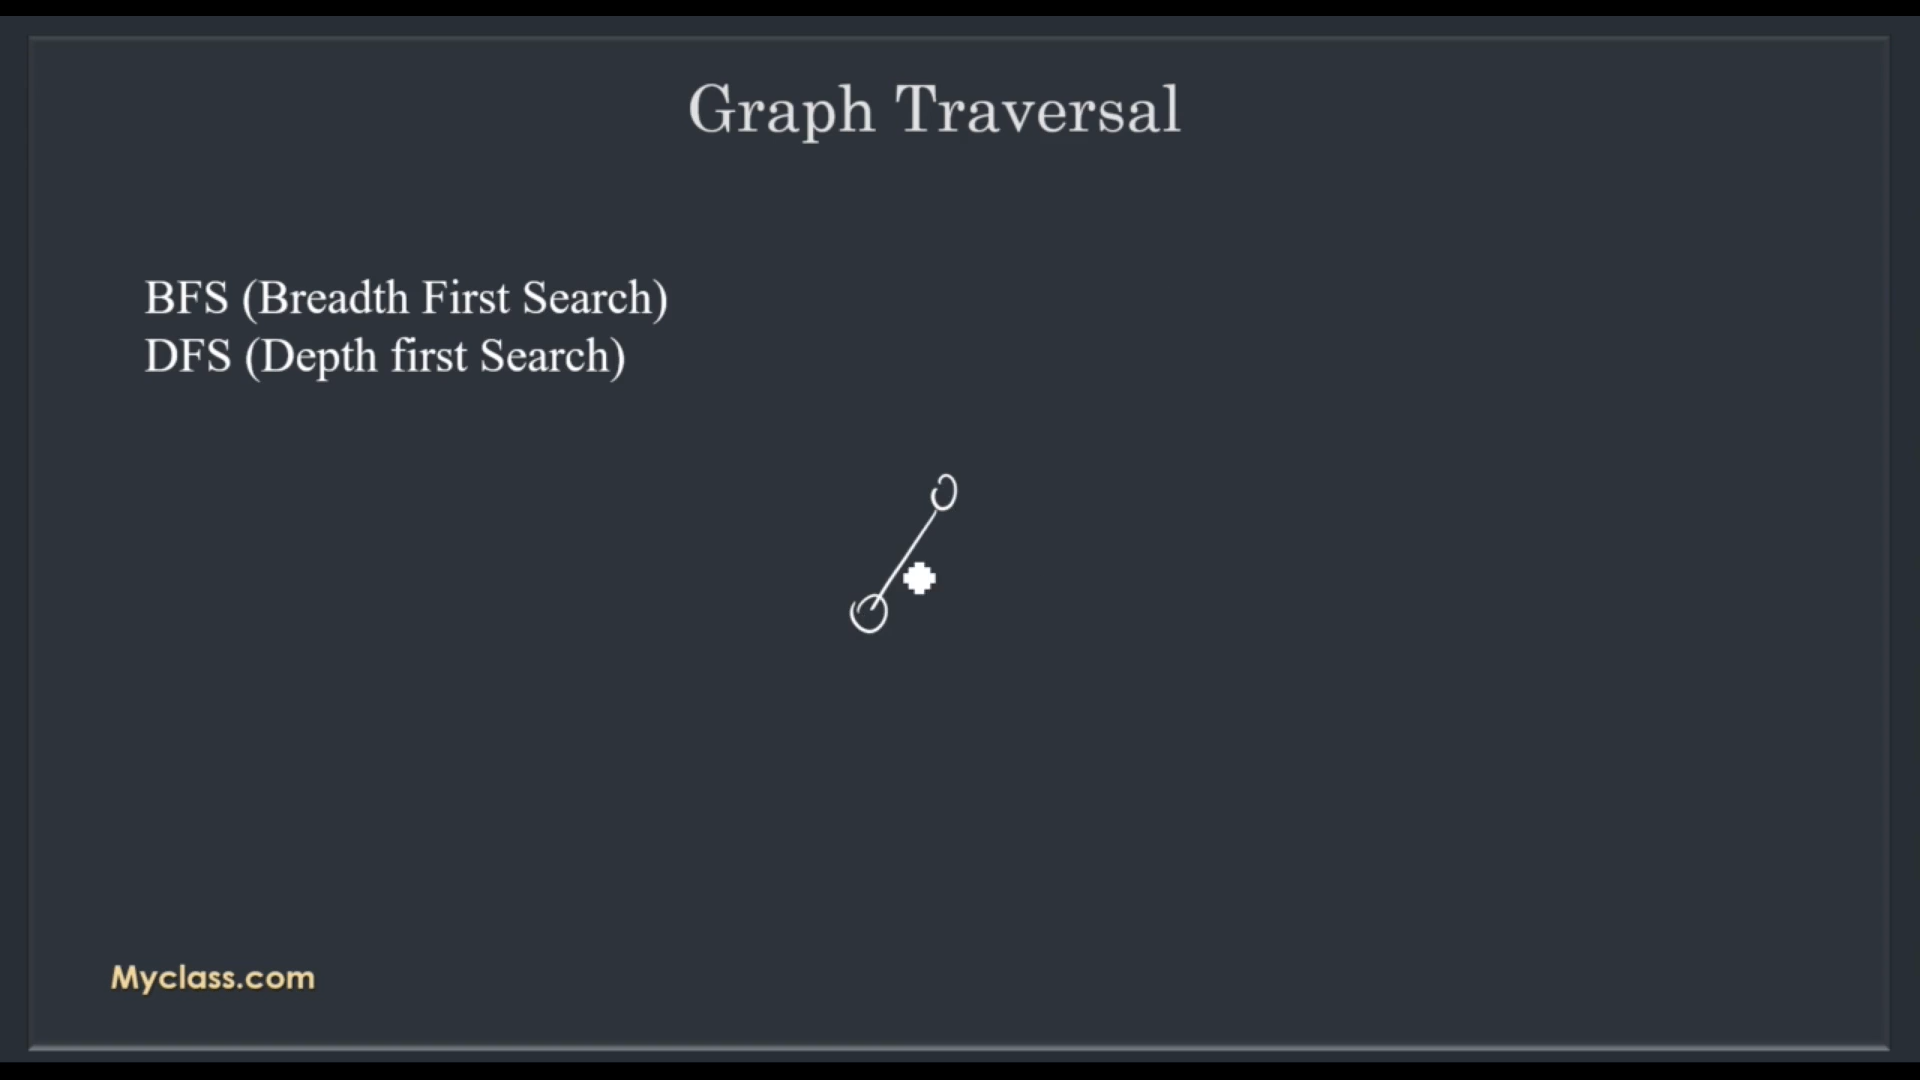 Graph Traversal
BFS (Breadth First Search)
DFS (Depth first Search)
Myclass.com